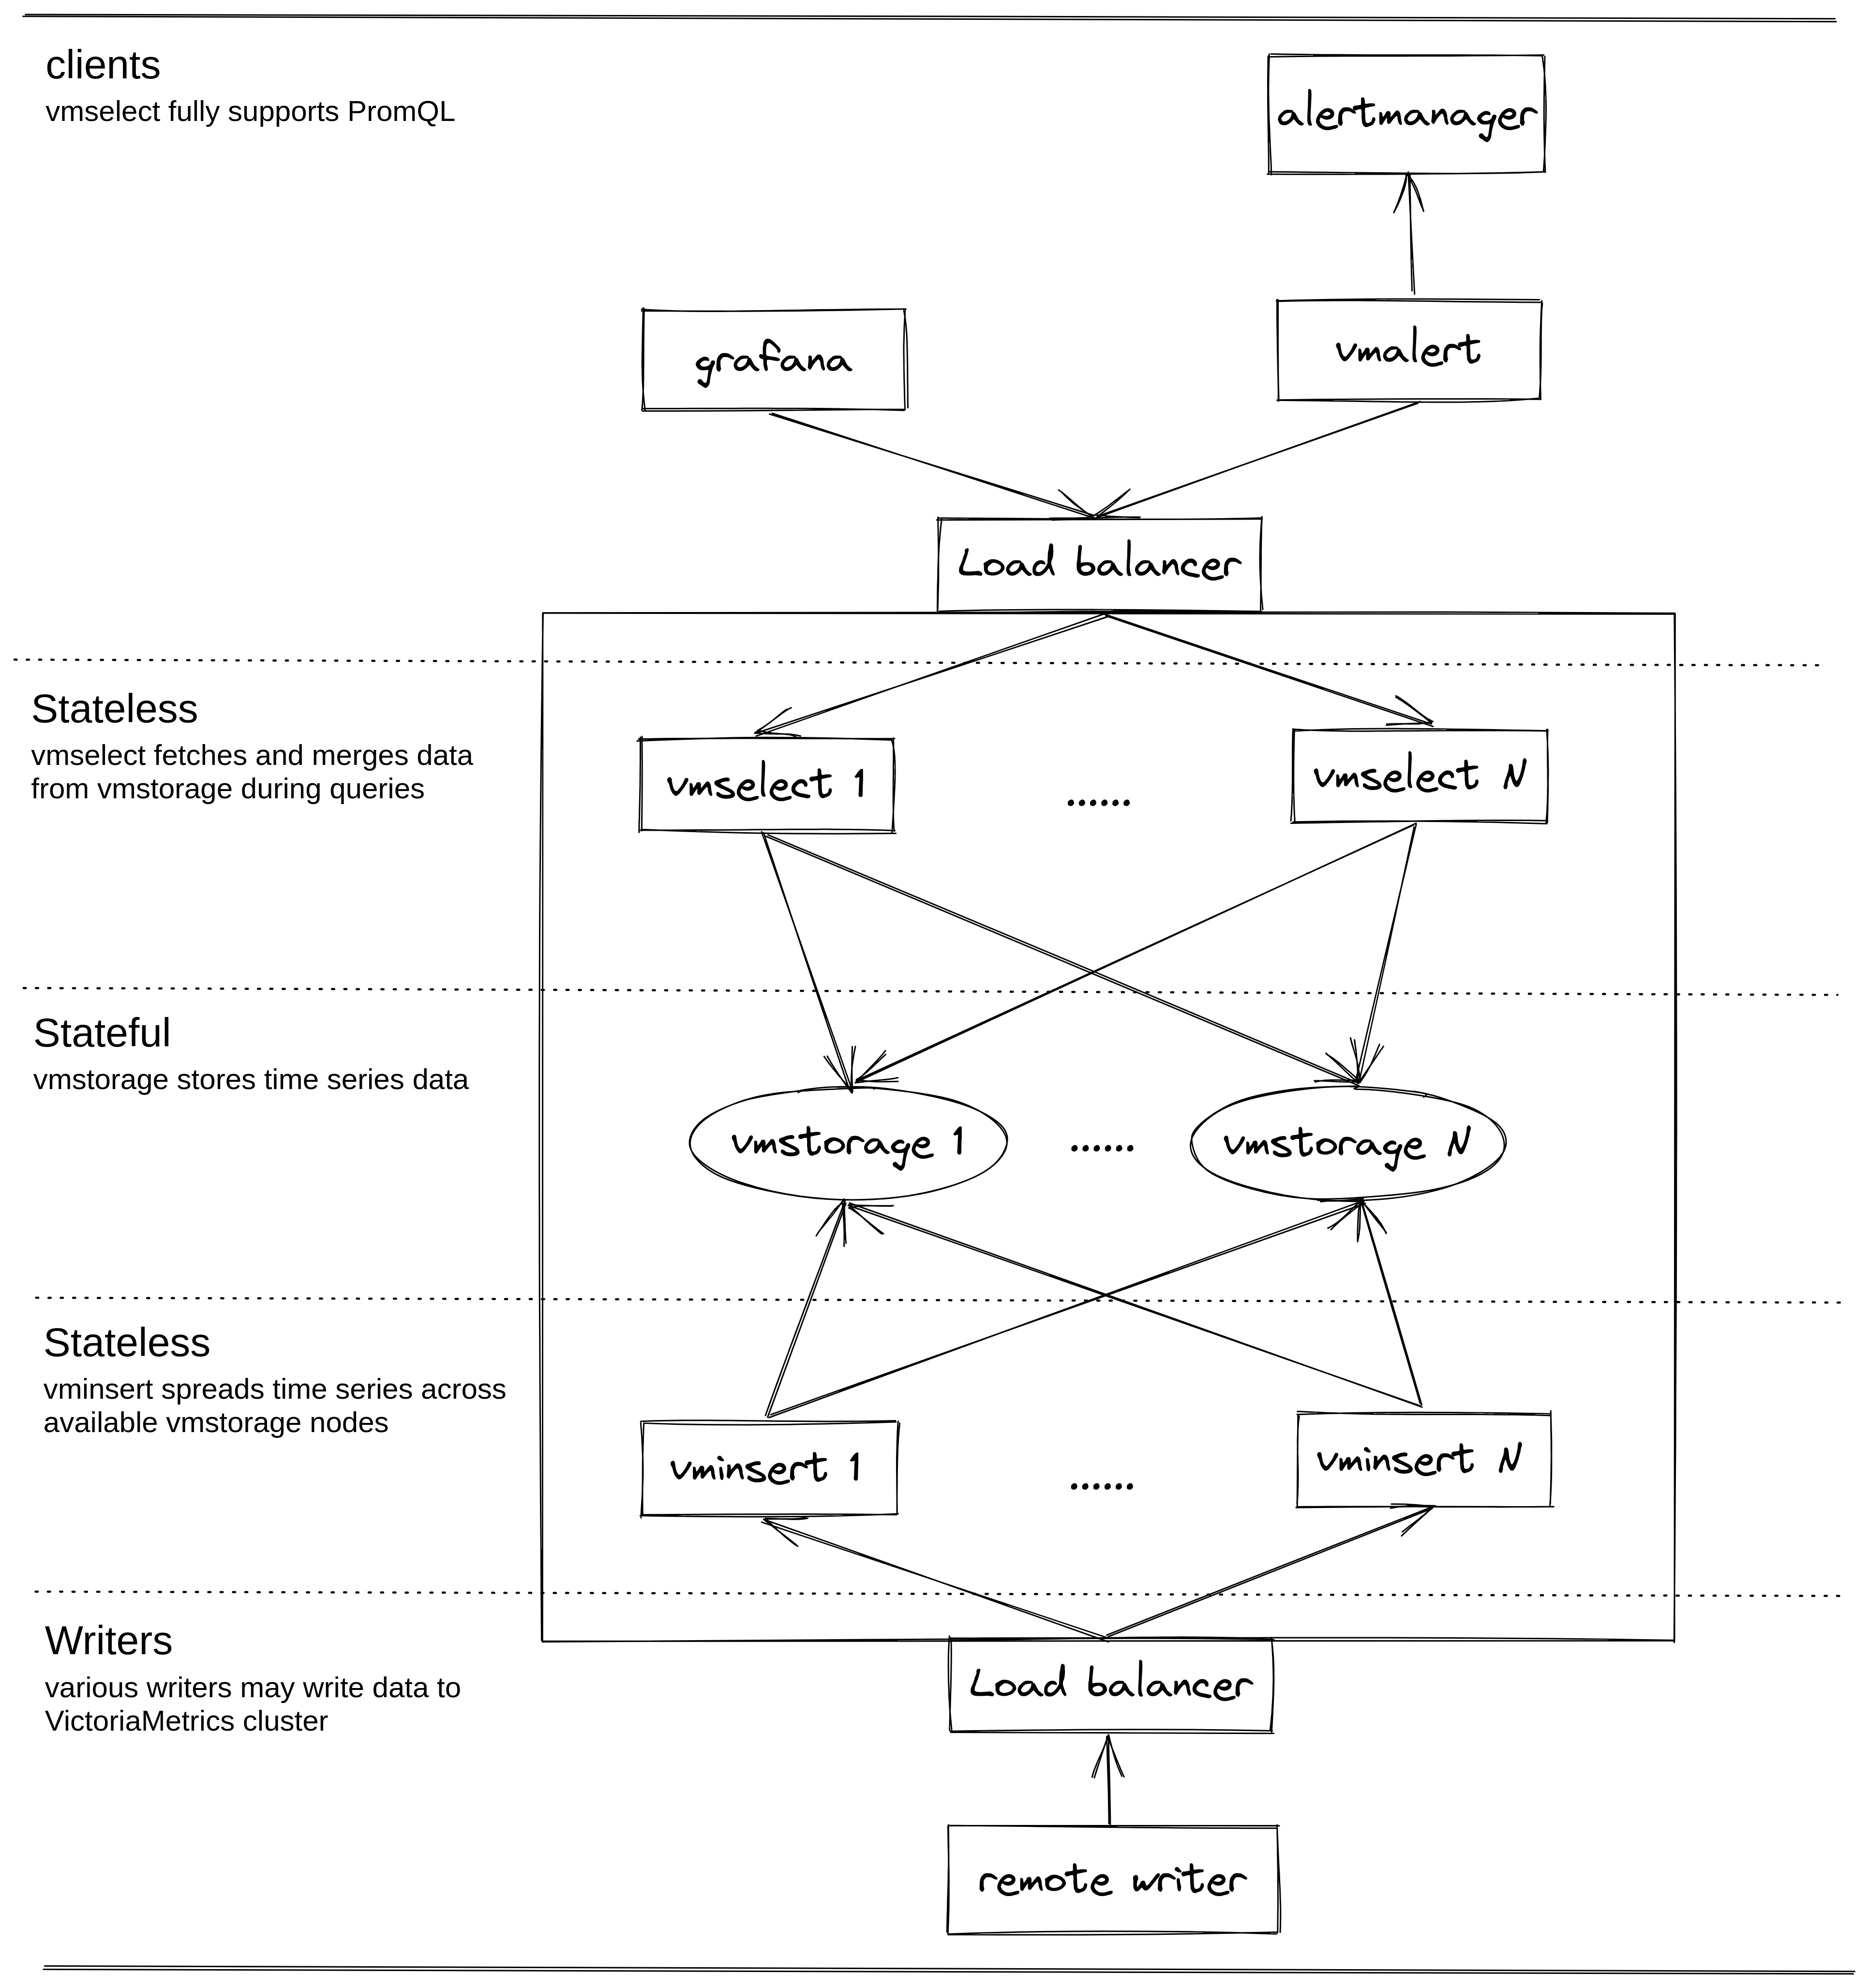 clients
vmselect fully supports PromQL
alertmanager
grafana
vmalert
Load balancer
Stateless
vmselect fetches and merges data
from vmstorage during queries
vmselect 1
......
vmselect N
Stateful
vmstorage stores time series data
vmstorage 1
......
vmstorage N
Stateless
vminsert spreads time series across
available vmstorage nodes
vminsert 1
......
vminsert N
Writers
various writers may write data to
VictoriaMetrics cluster
Load balancer
remote writer